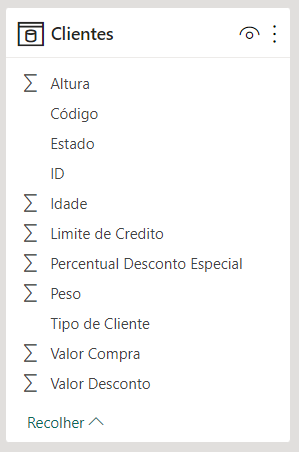 Clientes
Altura
Código
Estado
ID
Idade
Limite de Credito
Percentual Desconto Especial
Peso
Tipo de Cliente
Valor Compra
Valor Desconto
Recolher